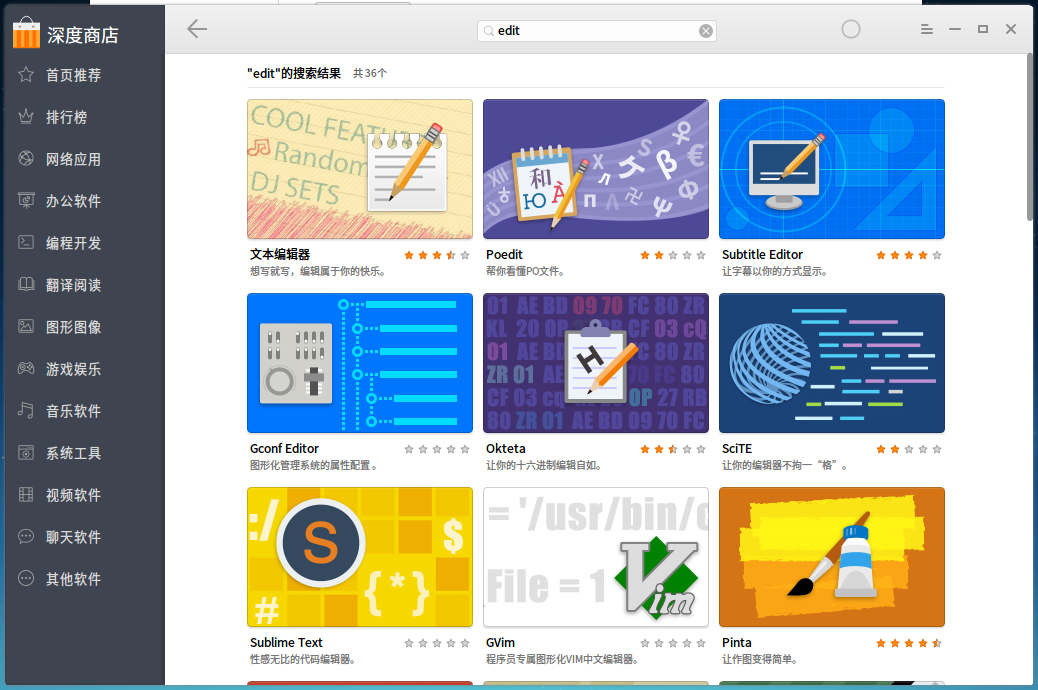 深度商店
edit
首页推荐
排行榜
网络应用
办公软件
编程开发
翻译阅读
图形图像
游戏娱乐
音乐软件
系统工具
视频软件
聊天软件
其他软件
"edit"的搜索结果 共36个
COOL FEATU
Random
DJ SETS
文本编辑器
想写就写，编辑属于你的快乐。
和
Ю À
Poedit
帮你看懂PO文件。
Subtitle Editor
让字幕以你的方式显示。
Gconf Editor
图形化管理系统的属性配置 。
01 AE BD 09 70 FC 80 ZR
KL 20 0P CF 03 cQ
01 AE BD FC 80 ZR
ZR 01 AE 70 FC 80
CF 03 0P 27 RB
80 ZR 01 AE BD 09 70 FC
H
Okteta
让你的十六进制编辑自如。
SciTE
让你的编辑器不拘一“格”。
:/
S
$
{*}
#
Sublime Text
性感无比的代码编辑器。
= '/usr/bin/c
File = 1
Vim
GVim
程序员专属图形化VIM中文编辑器。
Pinta
让作图变得简单。